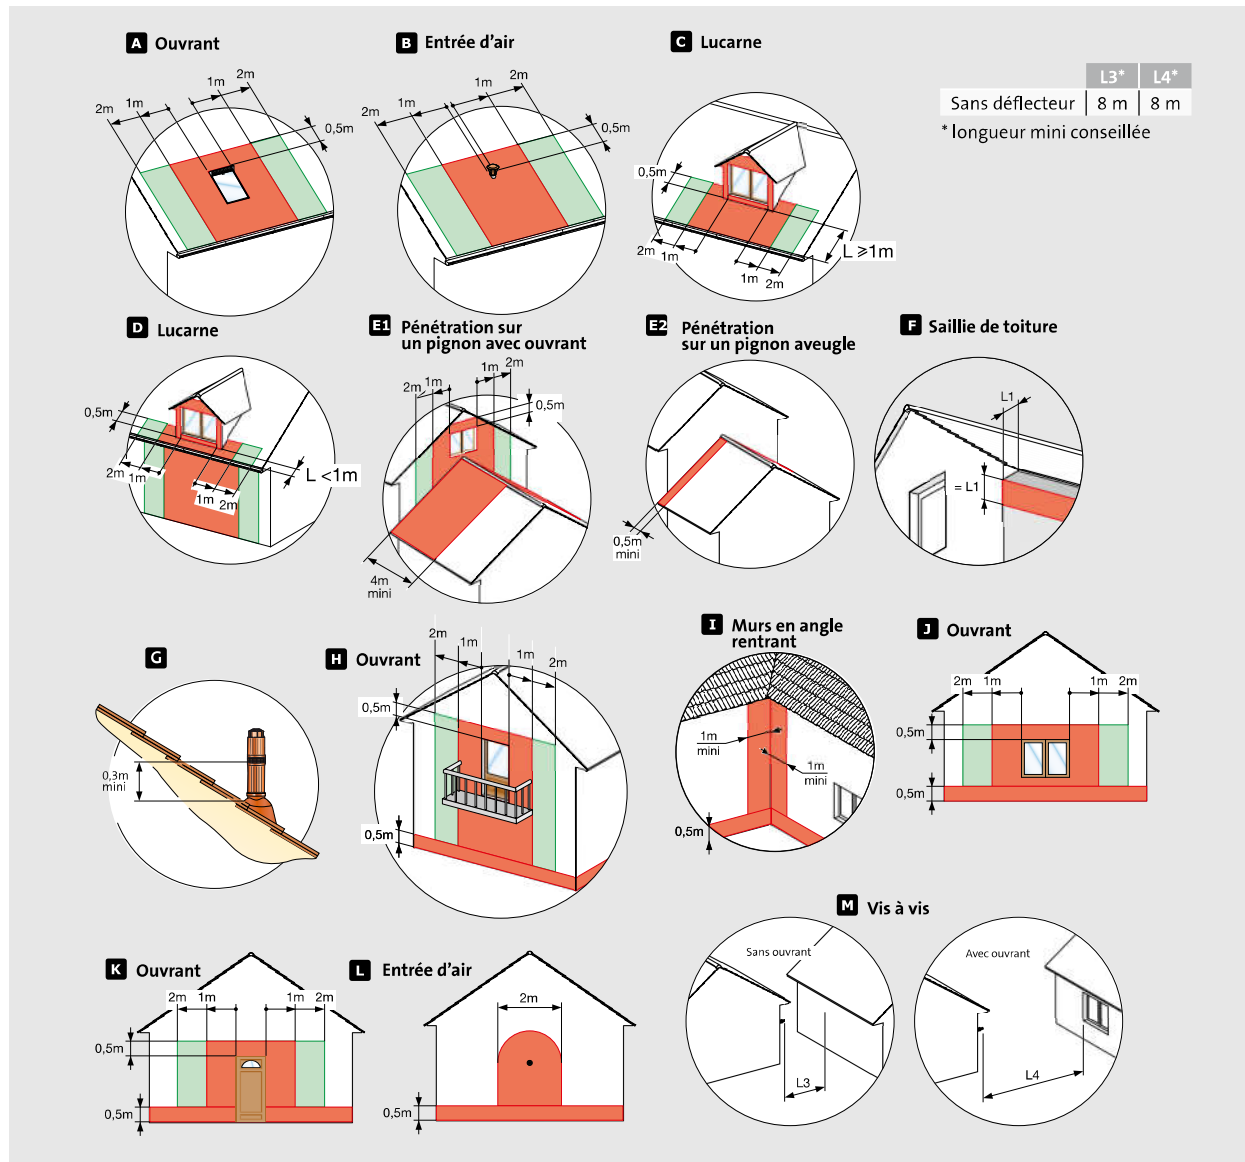 A Ouvrant
2m
1m
1m
2m
0,5m
B Entrée d'air
2m
1m
1m
2m
0,5m
C Lucarne
0,5m
2m
1m
1m
2m
L ⩾1m
L3* L4*
Sans déflecteur 8 m 8 m
* longueur mini conseillée
D Lucarne
0,5m
2m
1m
1m
2m
L <1m
E1 Pénétration sur
un pignon avec ouvrant
2m
1m
1m
2m
0,5m
4m
mini
E2 Pénétration
sur un pignon aveugle
0,5m
mini
F Saillie de toiture
L1
= L1
G
0,3m
mini
H Ouvrant
2m
1m
1m
2m
0,5m
0,5m
I Murs en angle
rentrant
1m
mini
1m
mini
0,5m
J Ouvrant
2m
1m
1m
2m
0,5m
0,5m
K Ouvrant
2m
1m
1m
2m
0,5m
0,5m
L Entrée d'air
2m
0,5m
M Vis à vis
Sans ouvrant
L3
Avec ouvrant
L4